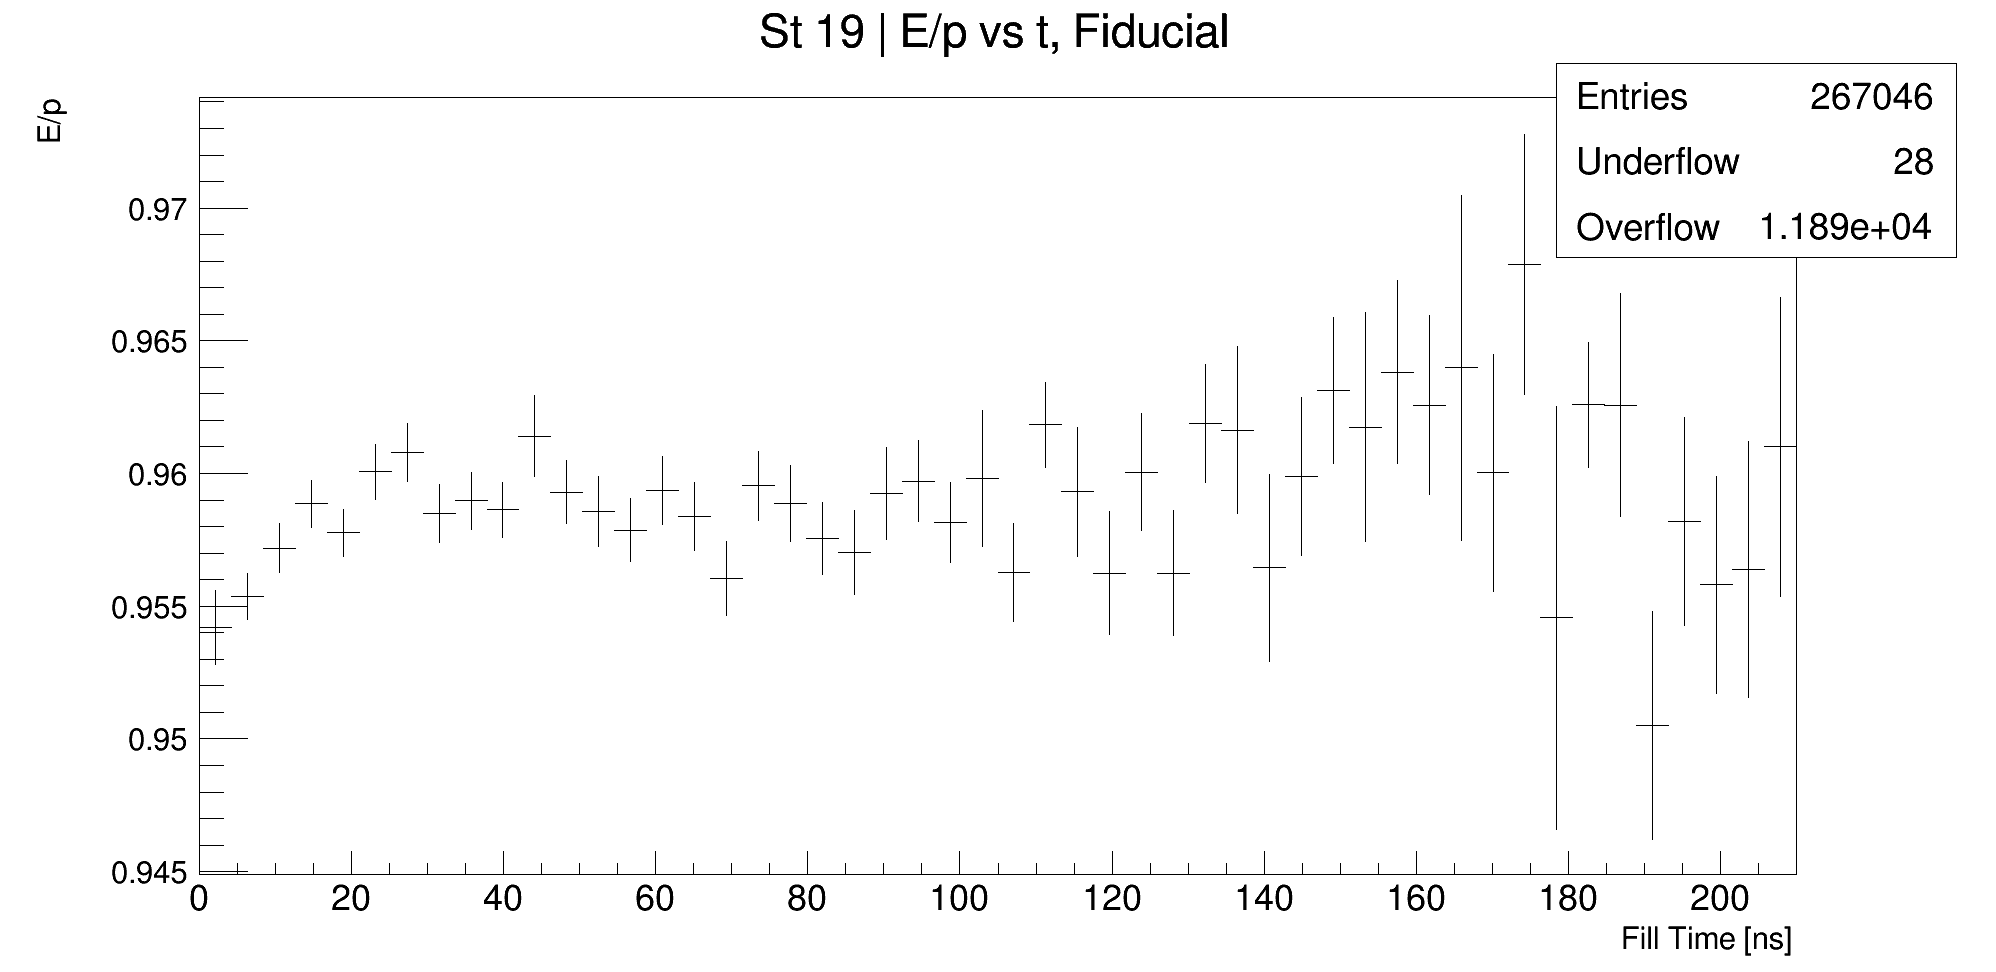 St 19 | E/p vs t, Fiducial
Entries 267046
Underflow 28
Overflow 1.189e+04
E/p
0.97
0.965
0.96
0.955
0.95
0.945
0 20 40 60 80 100 120 140 160 180 200
Fill Time [ns]